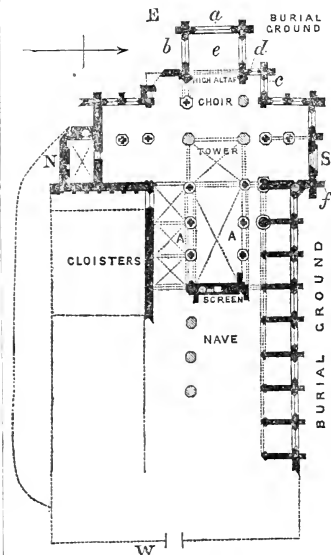 E
a
BURIAL
GROUND
b
e
d
HIGH ALTAR
c
CHOIR
N
TOWER
S
f
A
A
CLOISTERS
SCREEN
NAVE
BURIAL GROUND
W